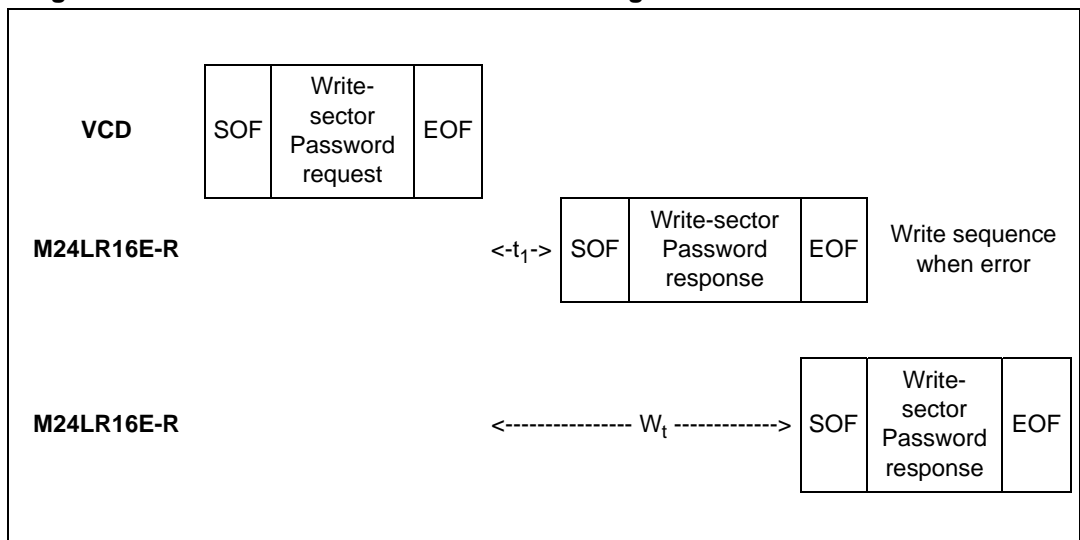 VCD
SOF
Write-
sector
Password
request
EOF
M24LR16E-R
<-t1->
SOF
Write-sector
Password
response
EOF
Write sequence
when error
M24LR16E-R
<---------------- Wt ------------->
SOF
Write-
sector
Password
response
EOF